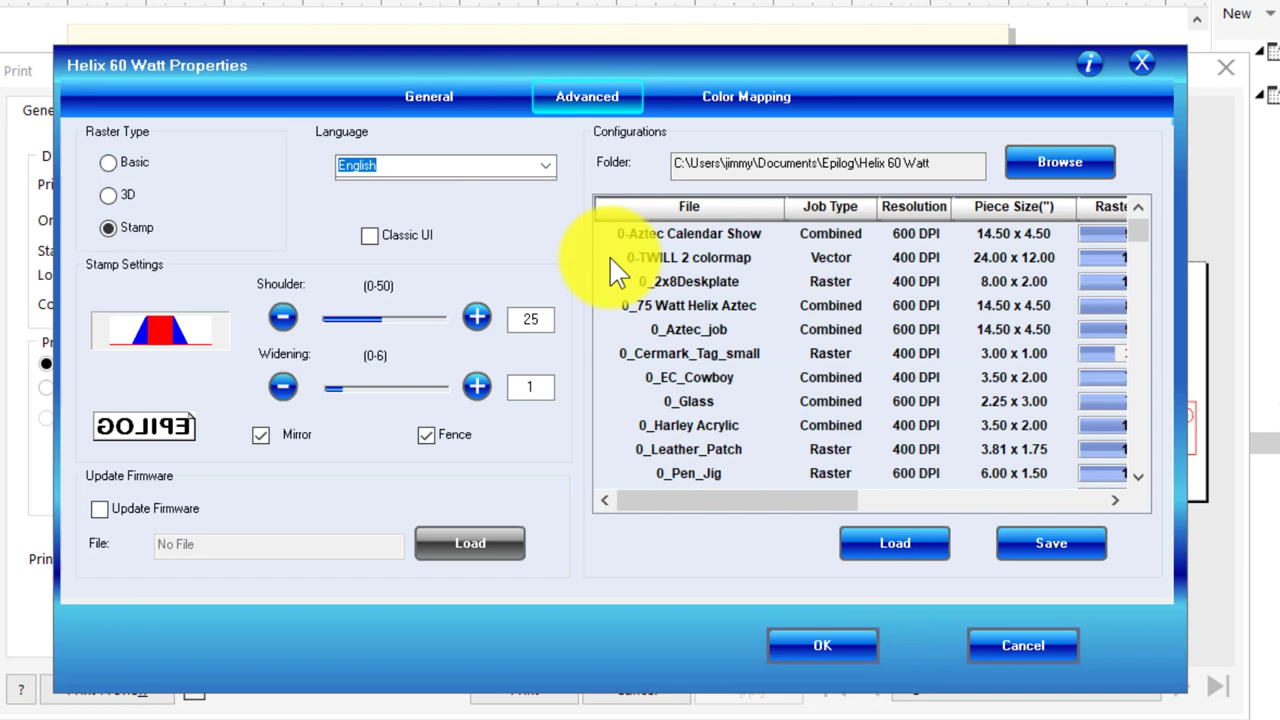 New
Print
Helix 60 Watt Properties
General
Advanced
Color Mapping
Raster Type
Basic
3D
Stamp
Language
English
Classic UI
Stamp Settings
Shoulder:
(0-50)
25
Widening:
(0-6)
1
EPILOG
Mirror
Fence
Update Firmware
Update Firmware
File:
No File
Load
Configurations
Folder:
C:\Users\jimmy\Documents\Epilog\Helix 60 Watt
Browse
File Job Type Resolution Piece Size(")
0-Aztec Calendar Show Combined 600 DPI 14.50 x 4.50
0-TWILL 2 colormap Vector 400 DPI 24.00 x 12.00
0_2x8Deskplate Raster 400 DPI 8.00 x 2.00
0_75 Watt Helix Aztec Combined 400 DPI 14.50 x 4.50
0_Aztec_job Combined 400 DPI 14.50 x 4.50
0_Cermark_Tag_small Raster 400 DPI 3.00 x 1.00
0_EC_Cowboy Combined 400 DPI 3.50 x 2.00
0_Glass Combined 400 DPI 2.25 x 3.00
0_Harley Acrylic Combined 400 DPI 3.50 x 2.00
0_Leather_Patch Raster 400 DPI 3.81 x 1.75
0_Pen_Jig Raster 600 DPI 6.00 x 1.50
Load
Save
OK
Cancel
?